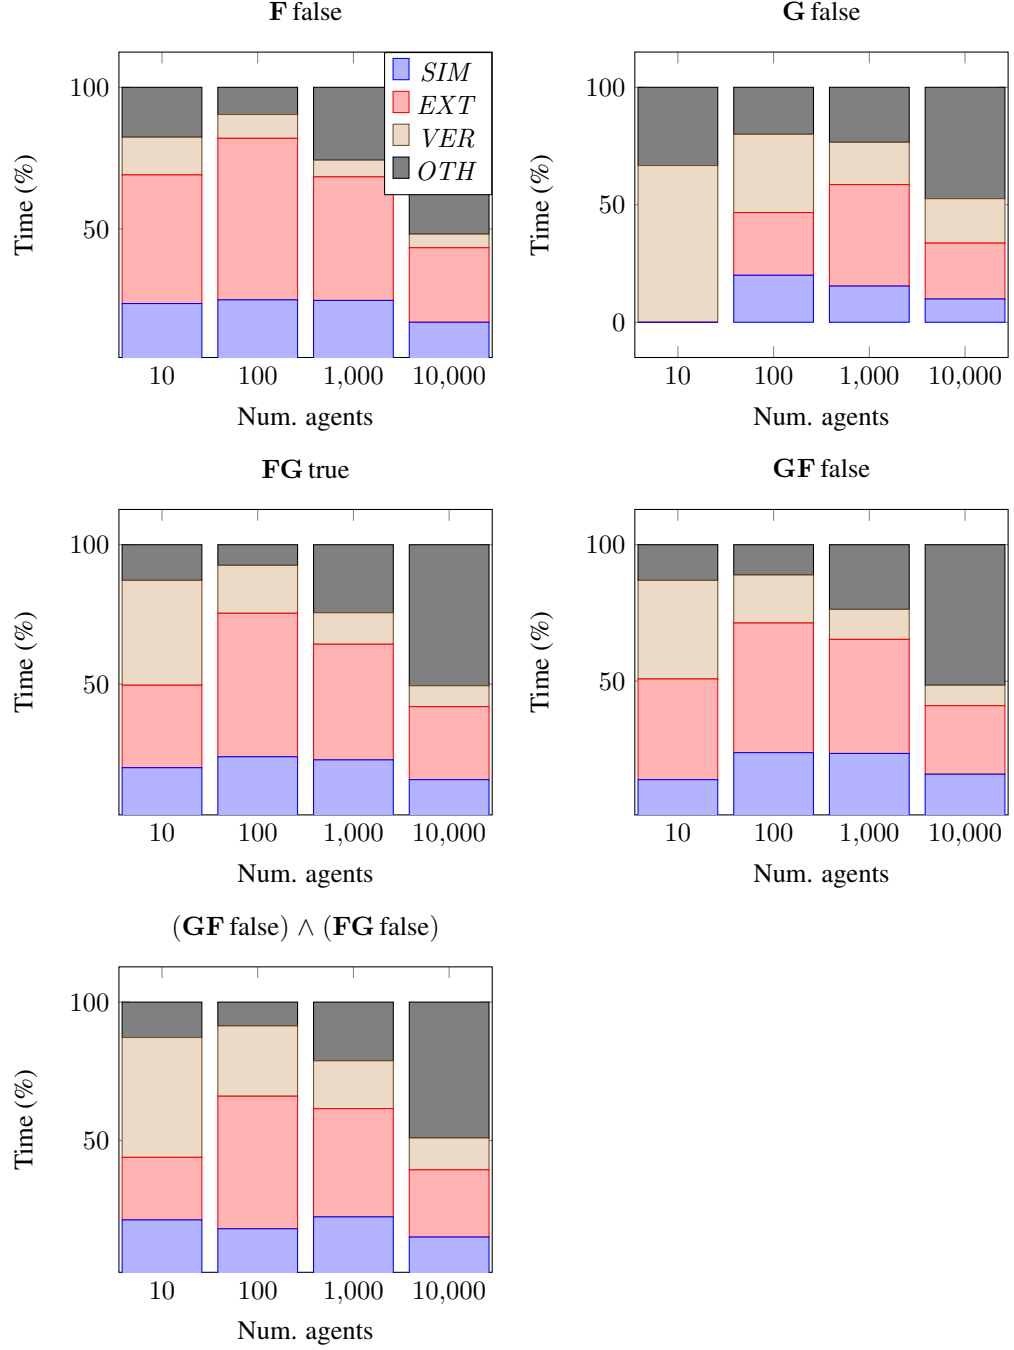 F false
G false
100
50
Time (%)
SIM
EXT
VER
OTH
10 100 1,000 10,000
Num. agents
100
50
0
Time (%)
10 100 1,000 10,000
Num. agents
FG true
GF false
100
50
Time (%)
10 100 1,000 10,000
Num. agents
100
50
Time (%)
10 100 1,000 10,000
Num. agents
(GF false) ∧ (FG false)
100
50
Time (%)
10 100 1,000 10,000
Num. agents